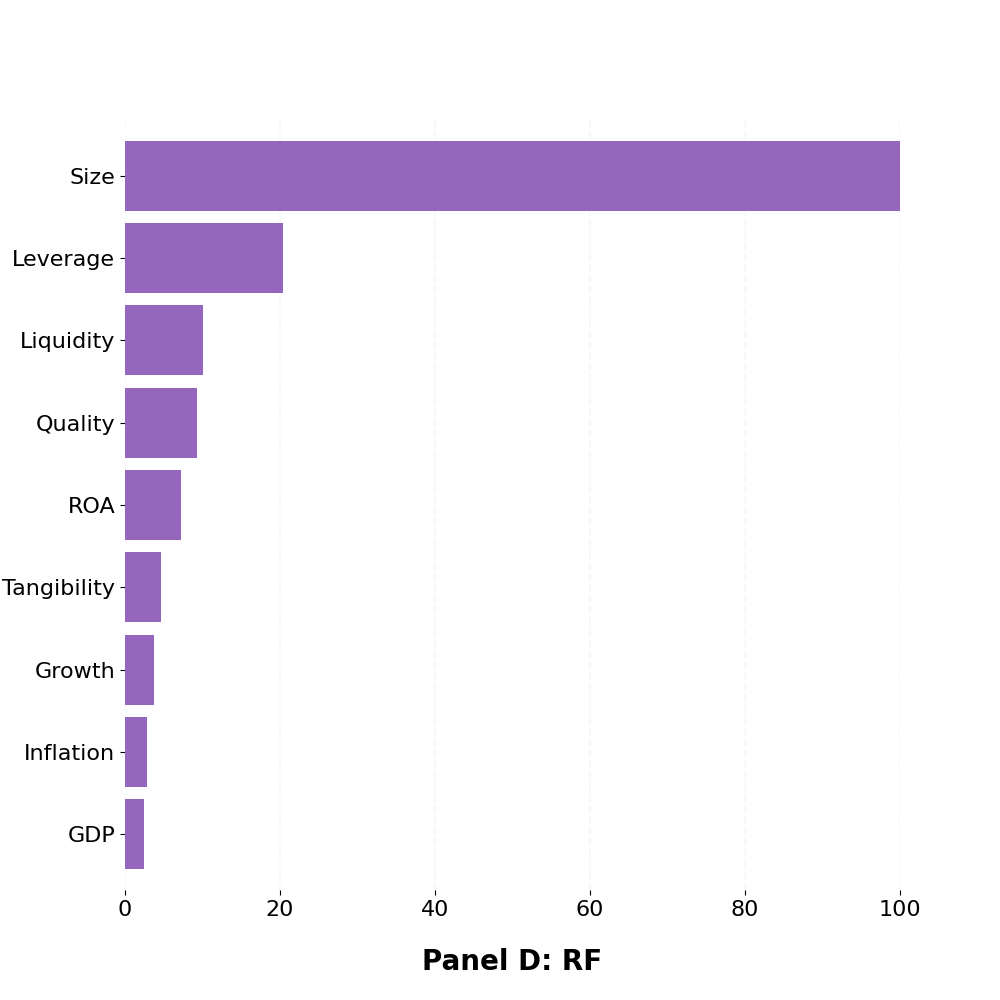 Size
Leverage
Liquidity
Quality
ROA
Tangibility
Growth
Inflation
GDP
0 20 40 60 80 100
Panel D: RF